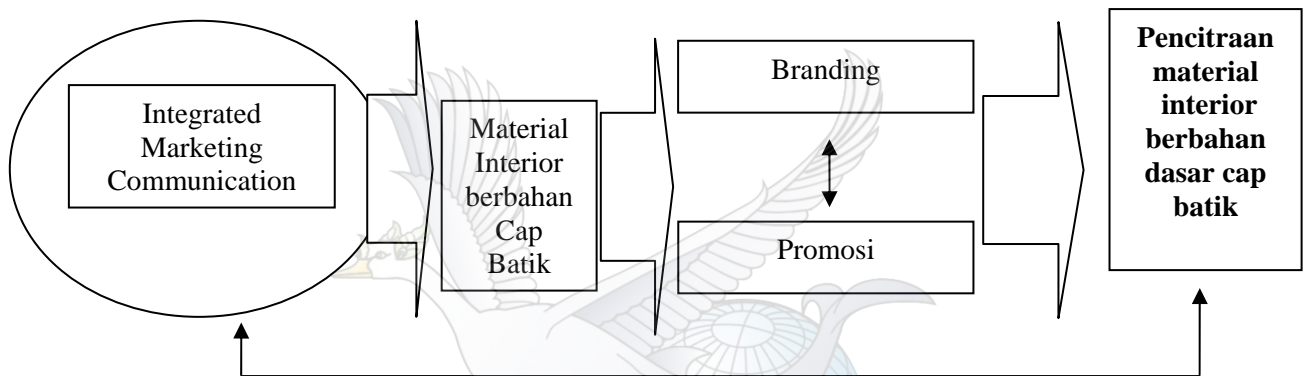 Integrated
Marketing
Communication
Material
Interior
berbahan
Cap
Batik
Branding
Promosi
Pencitraan
material
interior
berbahan
dasar cap
batik